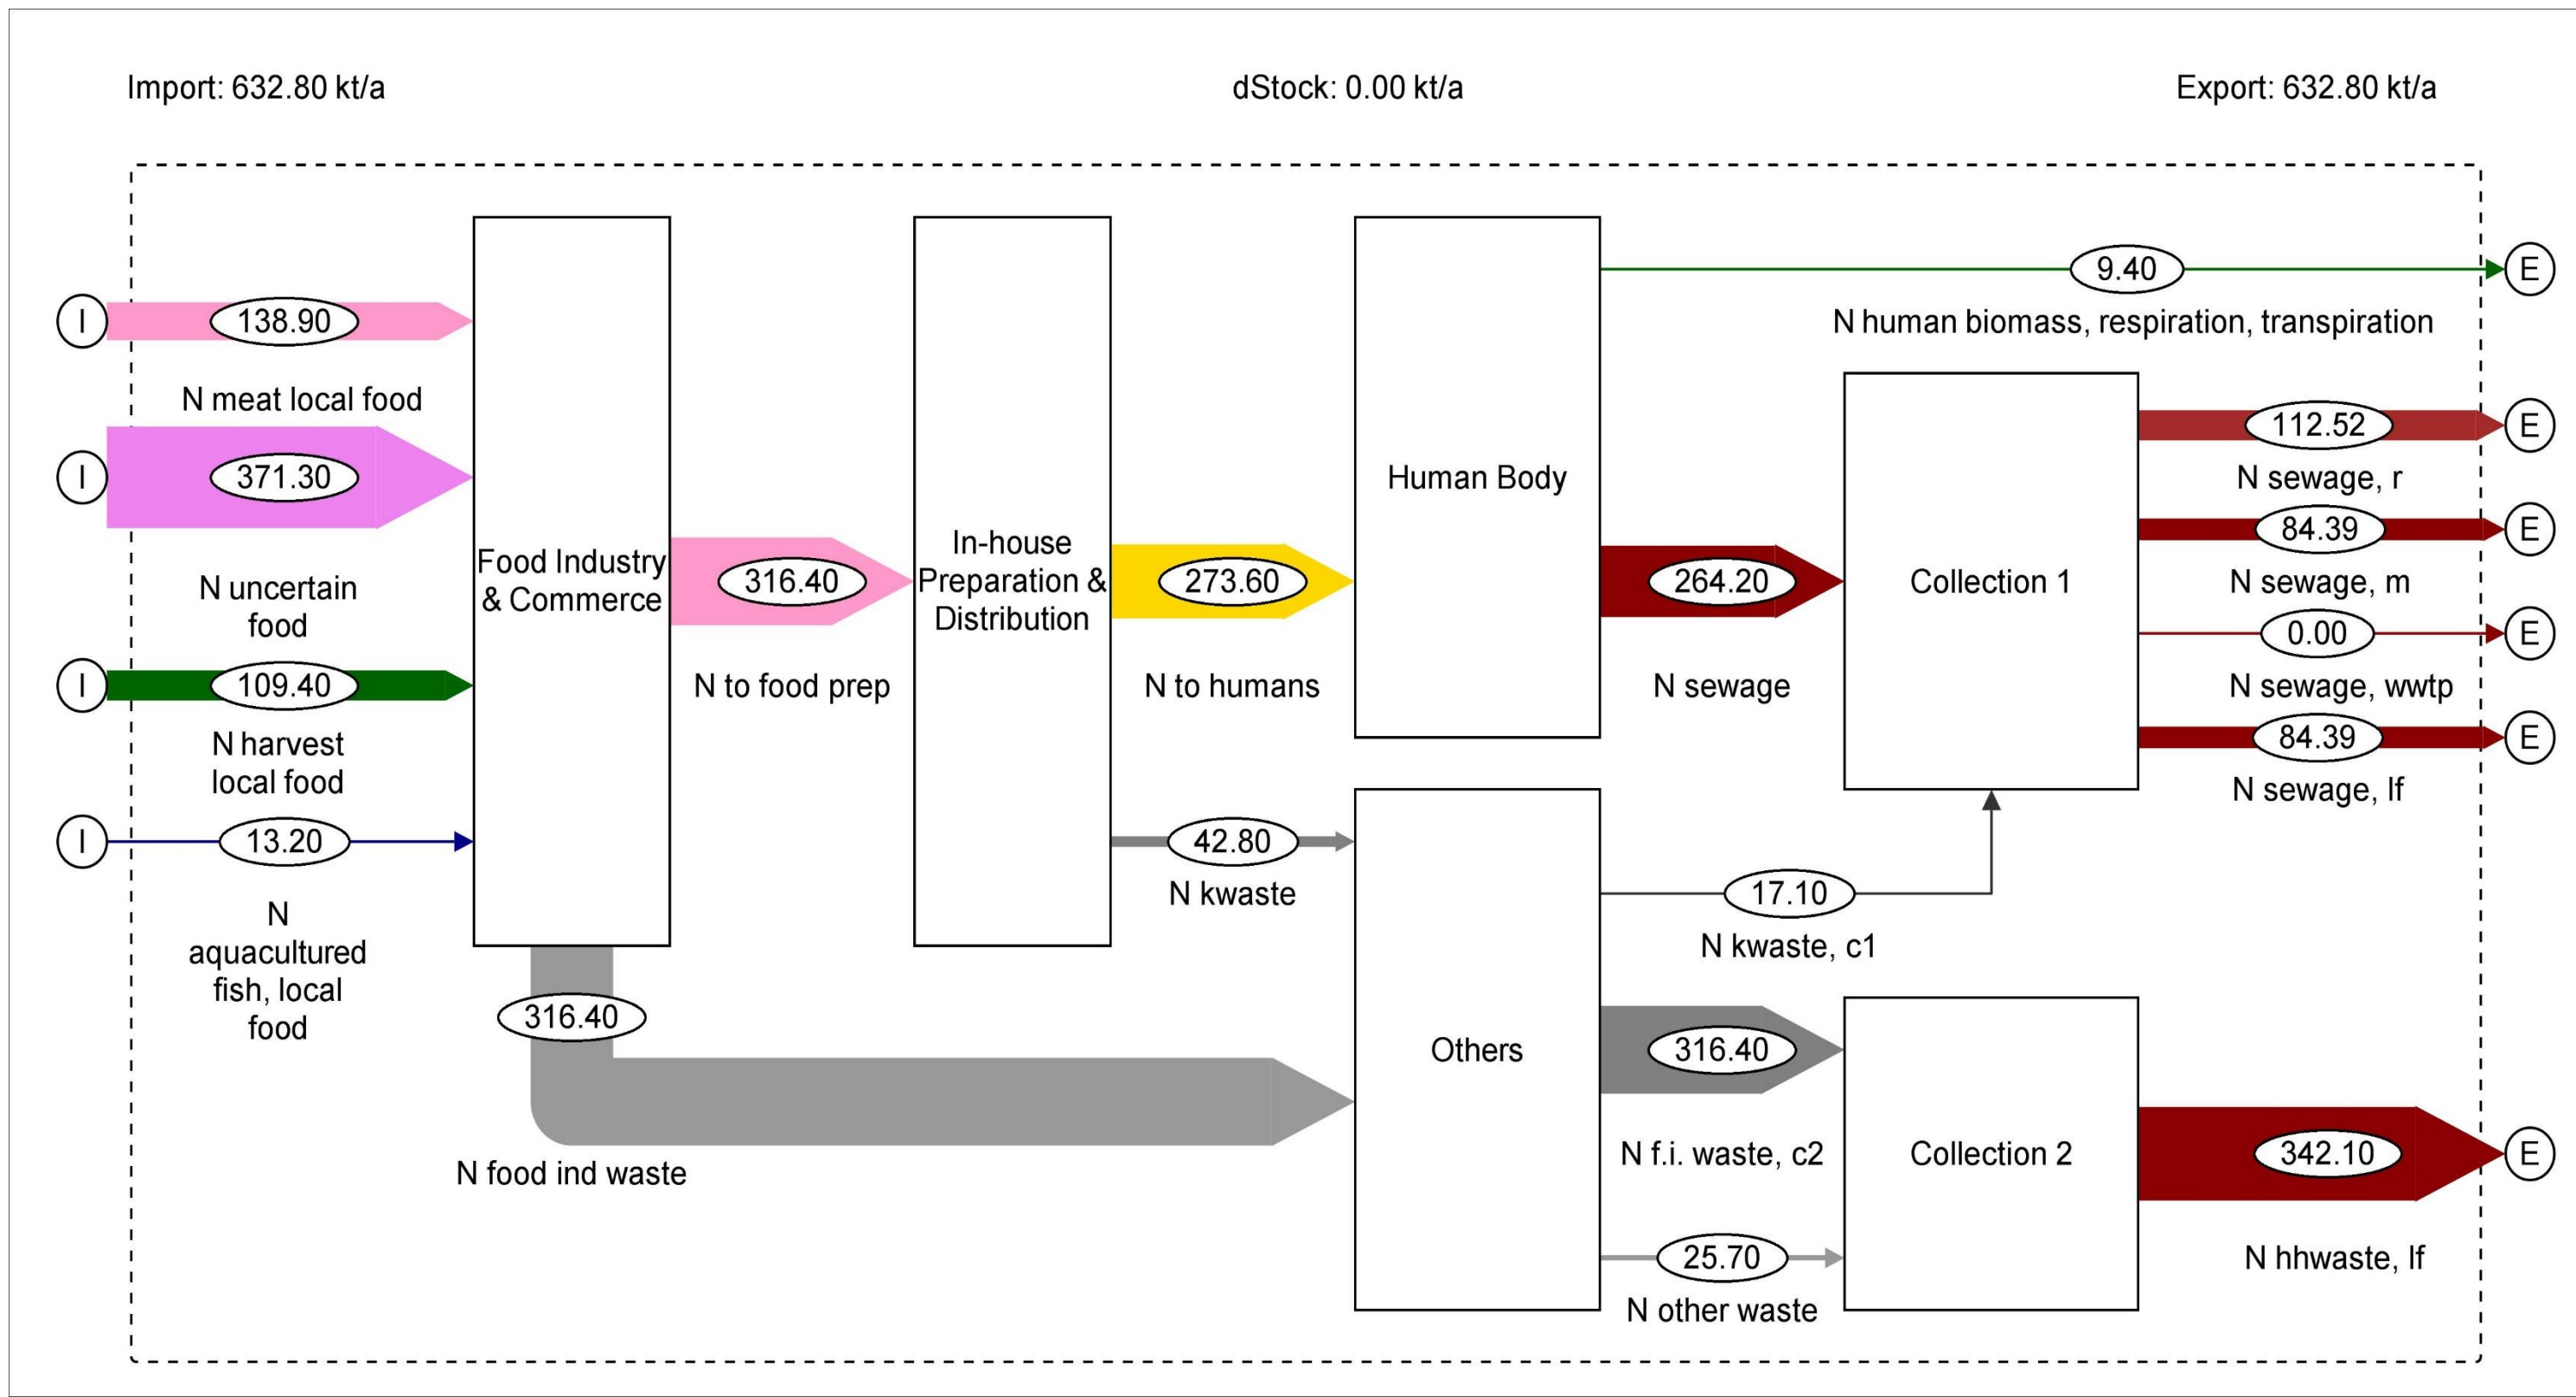 Import: 632.80 kt/a
dStock: 0.00 kt/a
Export: 632.80 kt/a
I
138.90
N meat local food
I
371.30
N uncertain
food
I
109.40
N harvest
local food
I
13.20
N
aquacultured
fish, local
food
Food Industry
& Commerce
316.40
N to food prep
316.40
N food ind waste
In-house
Preparation &
Distribution
273.60
N to humans
42.80
N kwaste
Human Body
9.40
E
N human biomass, respiration, transpiration
264.20
N sewage
Collection 1
112.52
E
N sewage, r
84.39
E
N sewage, m
0.00
E
N sewage, wwtp
84.39
E
N sewage, lf
Others
17.10
N kwaste, c1
316.40
N f.i. waste, c2
25.70
N other waste
Collection 2
342.10
E
N hhwaste, lf